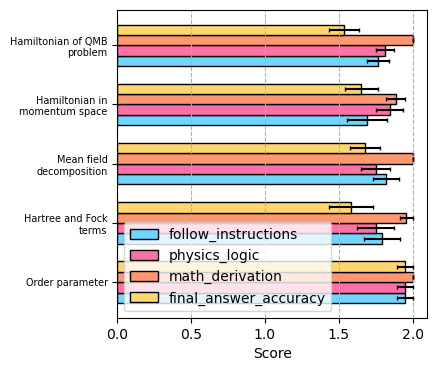 Hamiltonian of QMB
problem
Hamiltonian in
momentum space
Mean field
decomposition
Hartree and Fock
terms
Order parameter
follow_instructions
physics_logic
math_derivation
final_answer_accuracy
0.0 0.5 1.0 1.5 2.0
Score